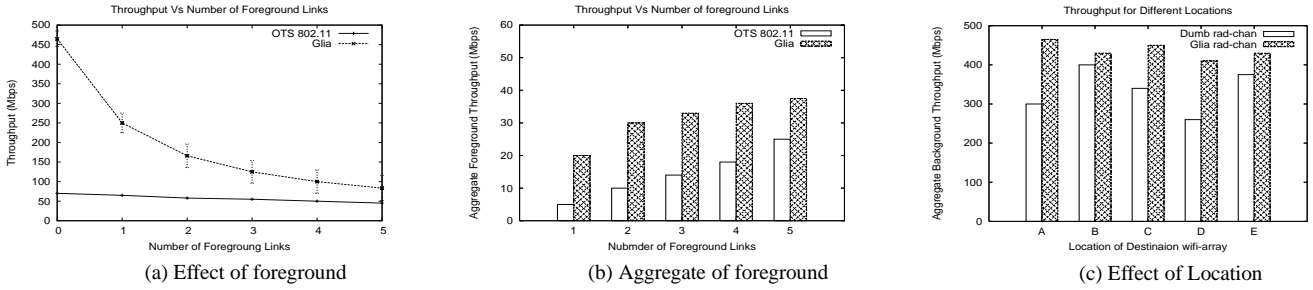 Throughput Vs Number of Foreground Links
OTS 802.11
Glia
Throughput (Mbps)
500
450
400
350
300
250
200
150
100
50
0
0 1 2 3 4 5
Number of Foregroung Links
(a) Effect of foreground
Throughput Vs Number of foreground Links
OTS 802.11
Glia
Aggregate Foreground Throughput (Mbps)
60
50
40
30
20
10
0
1 2 3 4 5
Nubmder of Foreground Links
(b) Aggregate of foreground
Throughput for Different Locations
Dumb rad-chan
Glia rad-chan
Aggregate Background Throughput (Mbps)
500
400
300
200
100
0
A B C D E
Location of Destinaion wifi-array
(c) Effect of Location